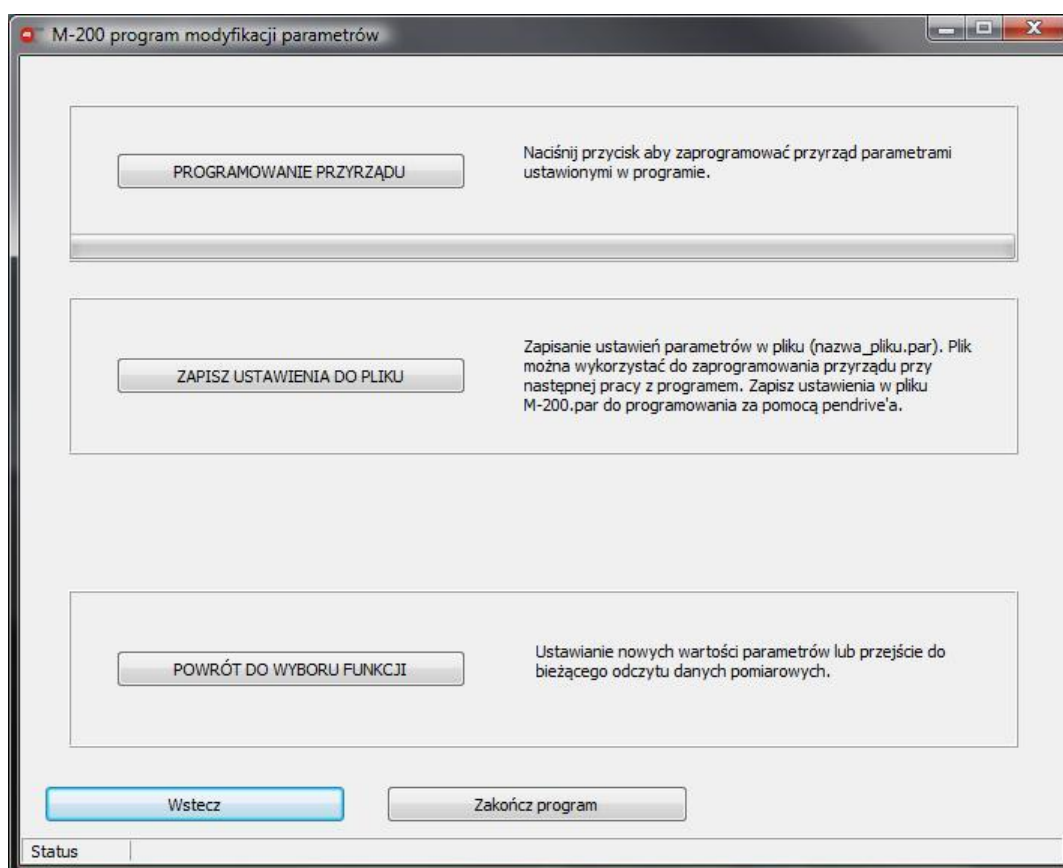 M-200 program modyfikacji parametrów
PROGRAMOWANIE PRZYRZĄDU
Naciśnij przycisk aby zaprogramować przyrząd parametrami
ustawionymi w programie.
ZAPISZ USTAWIENIA DO PLIKU
Zapisanie ustawień parametrów w pliku (nazwa_pliku.par). Plik
można wykorzystać do zaprogramowania przyrządu przy
następnej pracy z programem. Zapisz ustawienia w pliku
M-200.par do programowania za pomocą pendrive'a.
POWRÓT DO WYBORU FUNKCJI
Ustawianie nowych wartości parametrów lub przejście do
bieżącego odczytu danych pomiarowych.
Wstecz
Zakończ program
Status